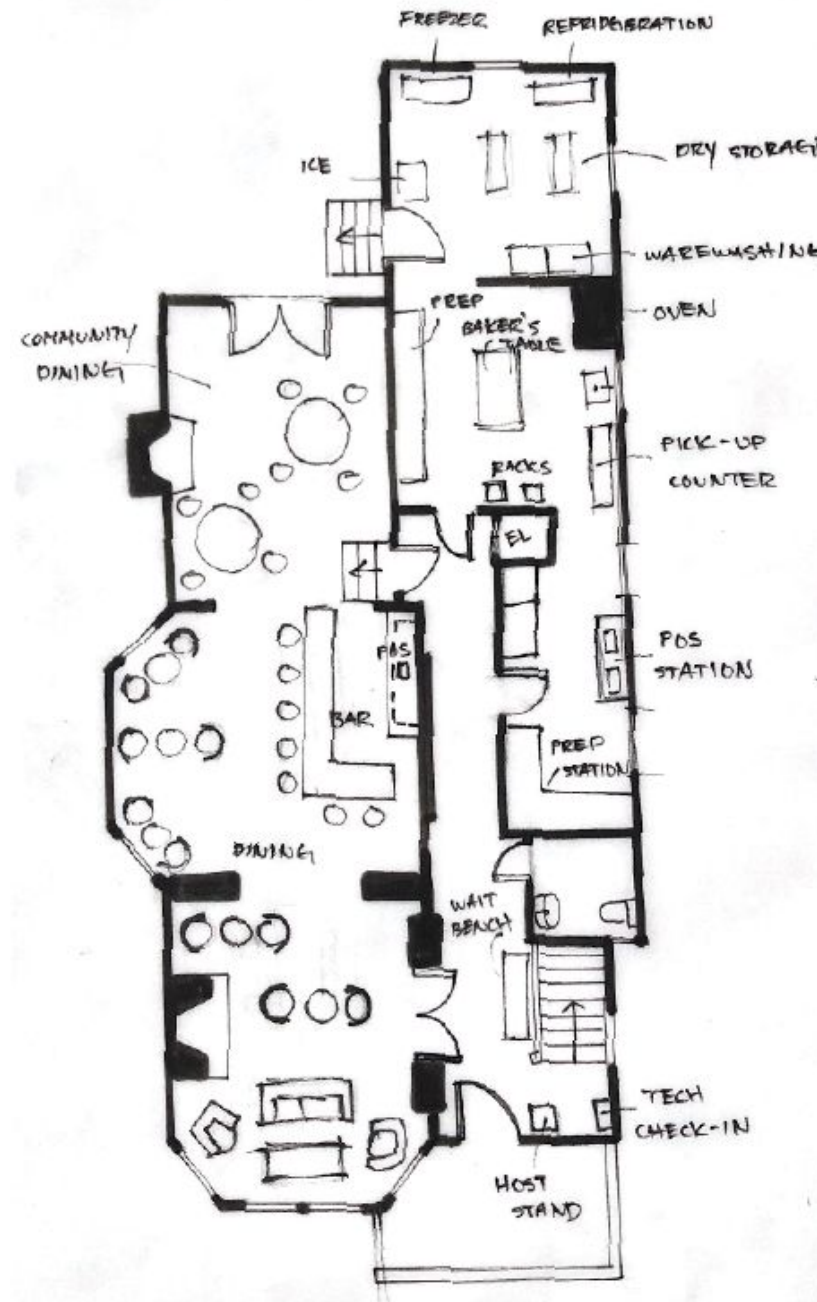 FREEZER
REFRIDGERATION
ICE
DRY STORAG
WAREWASHING
PREP
BAKER'S
TABLE
OVEN
COMMUNITY
DINING
PICK-UP
COUNTER
RACKS
EL
POS
STATION
POS
BAR
PREP
STATION
DINING
WAIT
BENCH
TECH
CHECK-IN
HOST
STAND